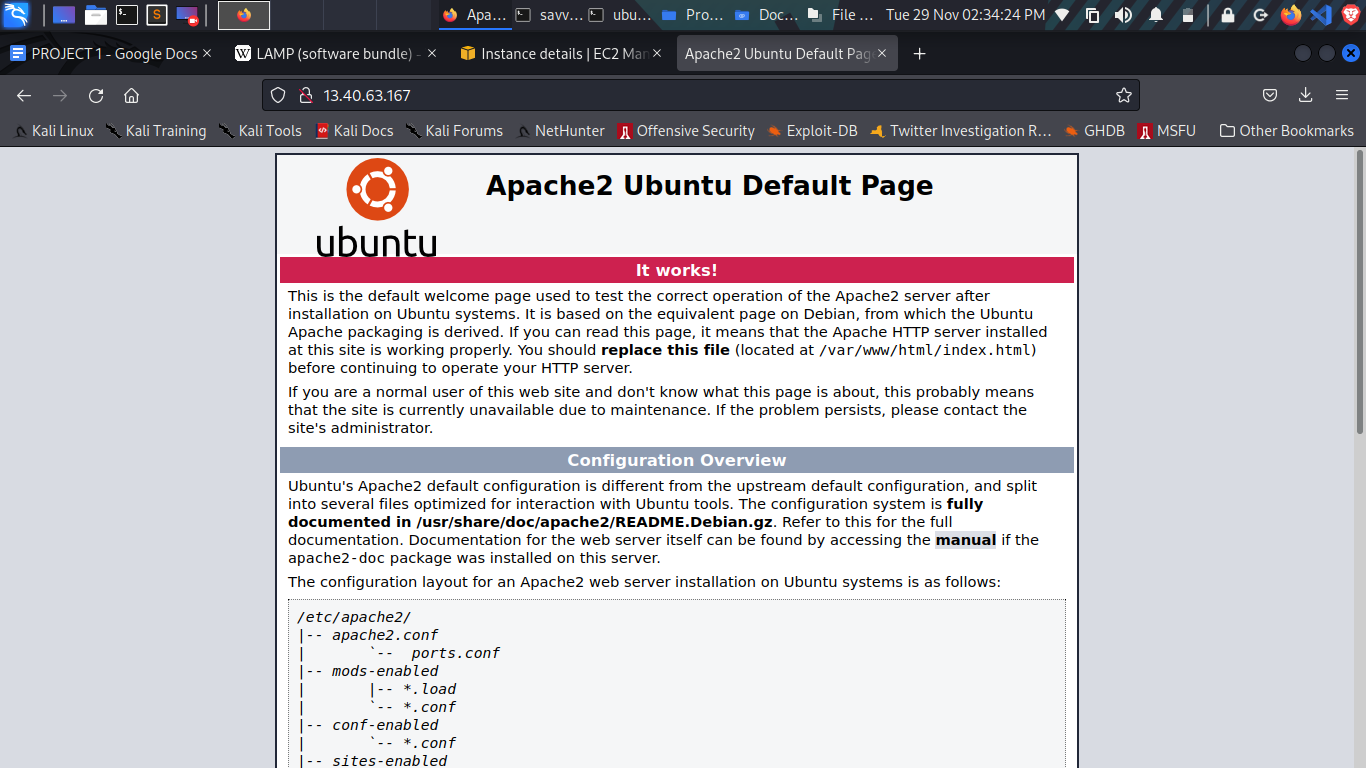 Apa...
savv...
ubu...
Pro...
Doc...
File ...
Tue 29 Nov 02:34:24 PM
PROJECT 1 - Google Docs
LAMP (software bundle) -
Instance details | EC2 Man
Apache2 Ubuntu Default Page
13.40.63.167
Kali Linux
Kali Training
Kali Tools
Kali Docs
Kali Forums
NetHunter
Offensive Security
Exploit-DB
Twitter Investigation R...
GHDB
MSFU
Other Bookmarks
ubuntu
Apache2 Ubuntu Default Page
It works!
This is the default welcome page used to test the correct operation of the Apache2 server after
installation on Ubuntu systems. It is based on the equivalent page on Debian, from which the Ubuntu
Apache packaging is derived. If you can read this page, it means that the Apache HTTP server installed
at this site is working properly. You should replace this file (located at /var/www/html/index.html)
before continuing to operate your HTTP server.
If you are a normal user of this web site and don't know what this page is about, this probably means
that the site is currently unavailable due to maintenance. If the problem persists, please contact the
site's administrator.
Configuration Overview
Ubuntu's Apache2 default configuration is different from the upstream default configuration, and split
into several files optimized for interaction with Ubuntu tools. The configuration system is fully
documented in /usr/share/doc/apache2/README.Debian.gz. Refer to this for the full
documentation. Documentation for the web server itself can be found by accessing the manual if the
apache2-doc package was installed on this server.
The configuration layout for an Apache2 web server installation on Ubuntu systems is as follows:
/etc/apache2/
|-- apache2.conf
|       `--  ports.conf
|-- mods-enabled
|       |-- *.load
|       `-- *.conf
|-- conf-enabled
|       `-- *.conf
|-- sites-enabled